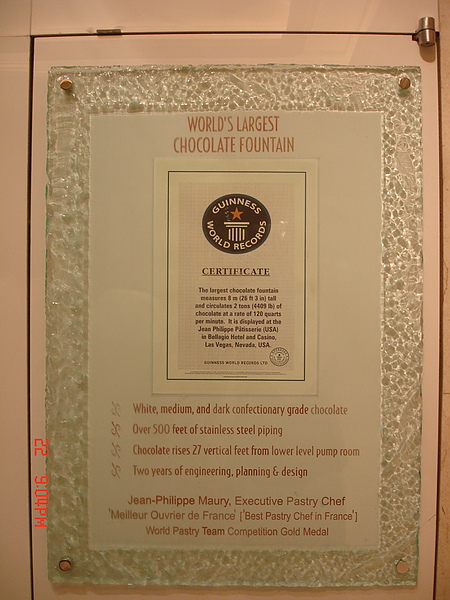 WORLD'S LARGEST
CHOCOLATE FOUNTAIN
GUINNESS
WORLD RECORDS
CERTIFICATE
The largest chocolate fountain
measures 8 m (26 ft 3 in) tall
and circulates 2 tons (4409 lb) of
chocolate at a rate of 120 quarts
per minute. It is displayed at the
Jean Philippe Pâtisserie (USA)
in Bellagio Hotel and Casino,
Las Vegas, Nevada, USA.
GUINNESS WORLD RECORDS LTD
White, medium, and dark confectionary grade chocolate
Over 500 feet of stainless steel piping
Chocolate rises 27 vertical feet from lower level pump room
Two years of engineering, planning & design
Jean-Philippe Maury, Executive Pastry Chef
'Meilleur Ouvrier de France' ['Best Pastry Chef in France']
World Pastry Team Competition Gold Medal
22 9:04PM